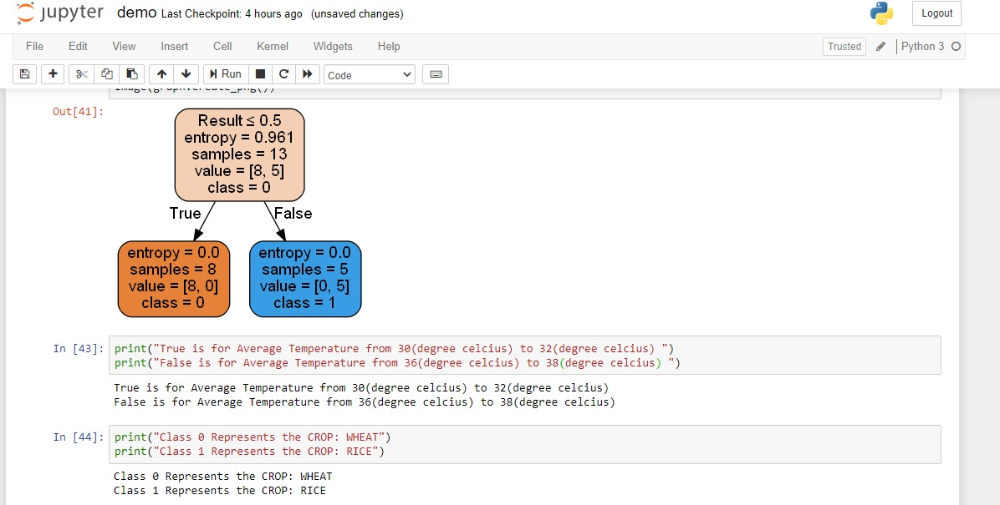 jupyter demo Last Checkpoint: 4 hours ago (unsaved changes) Logout
File Edit View Insert Cell Kernel Widgets Help Trusted Python 3
Run Code
Image(graph.create_png())
Out[41]:
Result ≤ 0.5
entropy = 0.961
samples = 13
value = [8, 5]
class = 0
True False
entropy = 0.0
samples = 8
value = [8, 0]
class = 0
entropy = 0.0
samples = 5
value = [0, 5]
class = 1
In [43]: print("True is for Average Temperature from 30(degree celcius) to 32(degree celcius) ")
print("False is for Average Temperature from 36(degree celcius) to 38(degree celcius) ")
True is for Average Temperature from 30(degree celcius) to 32(degree celcius)
False is for Average Temperature from 36(degree celcius) to 38(degree celcius)
In [44]: print("Class 0 Represents the CROP: WHEAT")
print("Class 1 Represents the CROP: RICE")
Class 0 Represents the CROP: WHEAT
Class 1 Represents the CROP: RICE